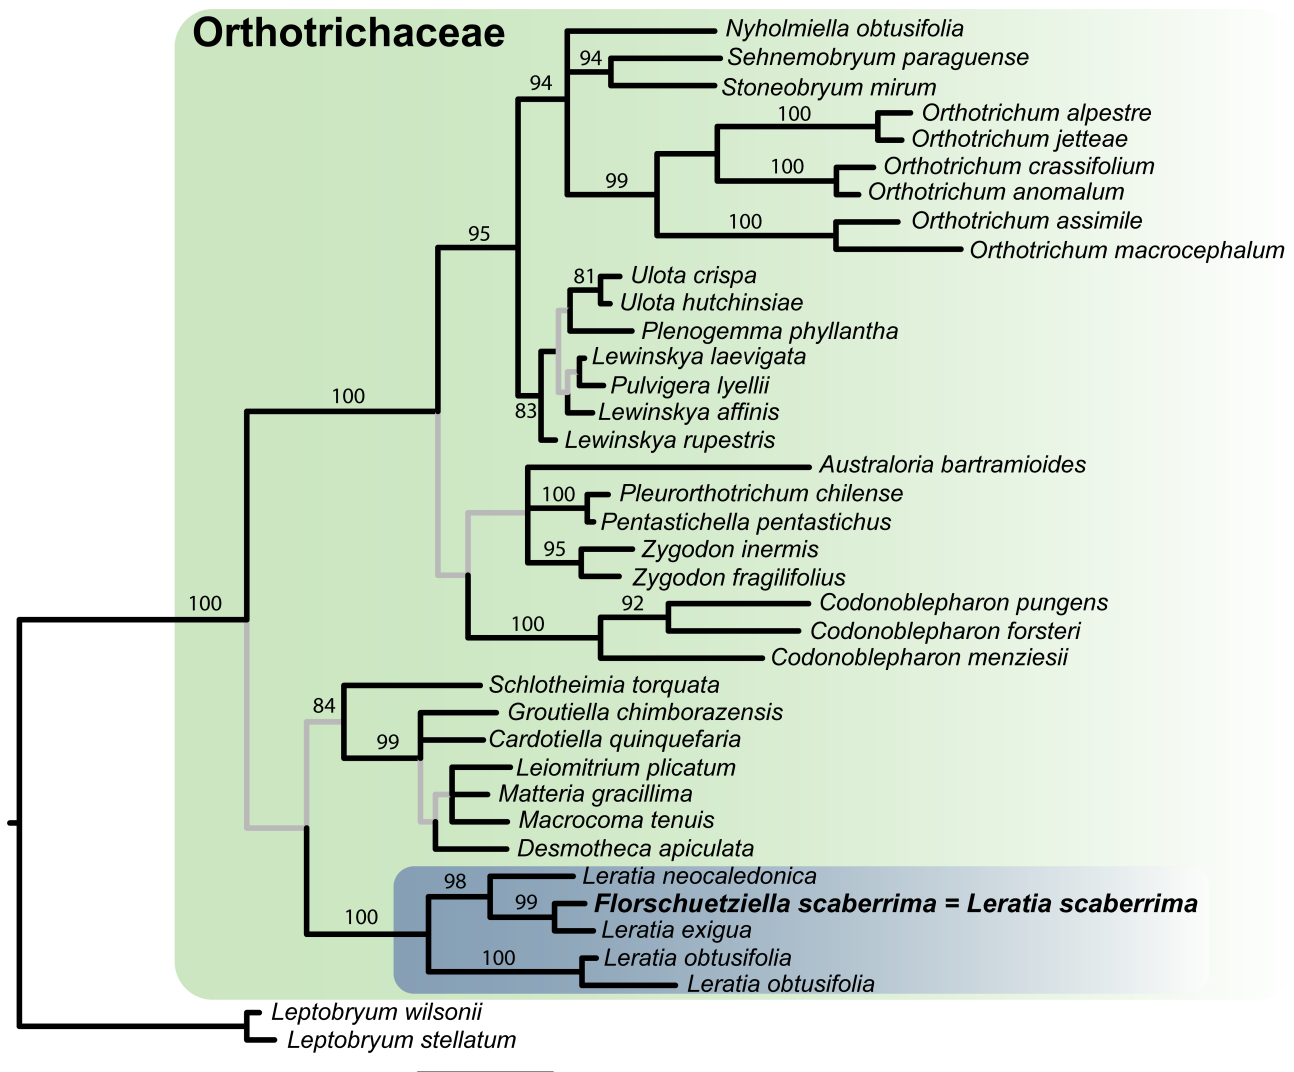 Orthotrichaceae
Nyholmiella obtusifolia
94
Sehnemobryum paraguense
94
Stoneobryum mirum
100
Orthotrichum alpestre
Orthotrichum jetteae
100
Orthotrichum crassifolium
99
Orthotrichum anomalum
100
Orthotrichum assimile
95
Orthotrichum macrocephalum
81
Ulota crispa
Ulota hutchinsiae
Plenogemma phyllantha
Lewinskya laevigata
Pulvigera lyellii
100
83
Lewinskya affinis
Lewinskya rupestris
Australoria bartramioides
100
Pleurorthotrichum chilense
Pentastichella pentastichus
95
Zygodon inermis
Zygodon fragilifolius
100
92
Codonoblepharon pungens
100
Codonoblepharon forsteri
Codonoblepharon menziesii
Schlotheimia torquata
84
Groutiella chimborazensis
99
Cardotiella quinquefaria
Leiomitrium plicatum
Matteria gracillima
Macrocoma tenuis
Desmotheca apiculata
98
Leratia neocaledonica
99
Florschuetziella scaberrima = Leratia scaberrima
100
Leratia exigua
100
Leratia obtusifolia
Leratia obtusifolia
Leptobryum wilsonii
Leptobryum stellatum